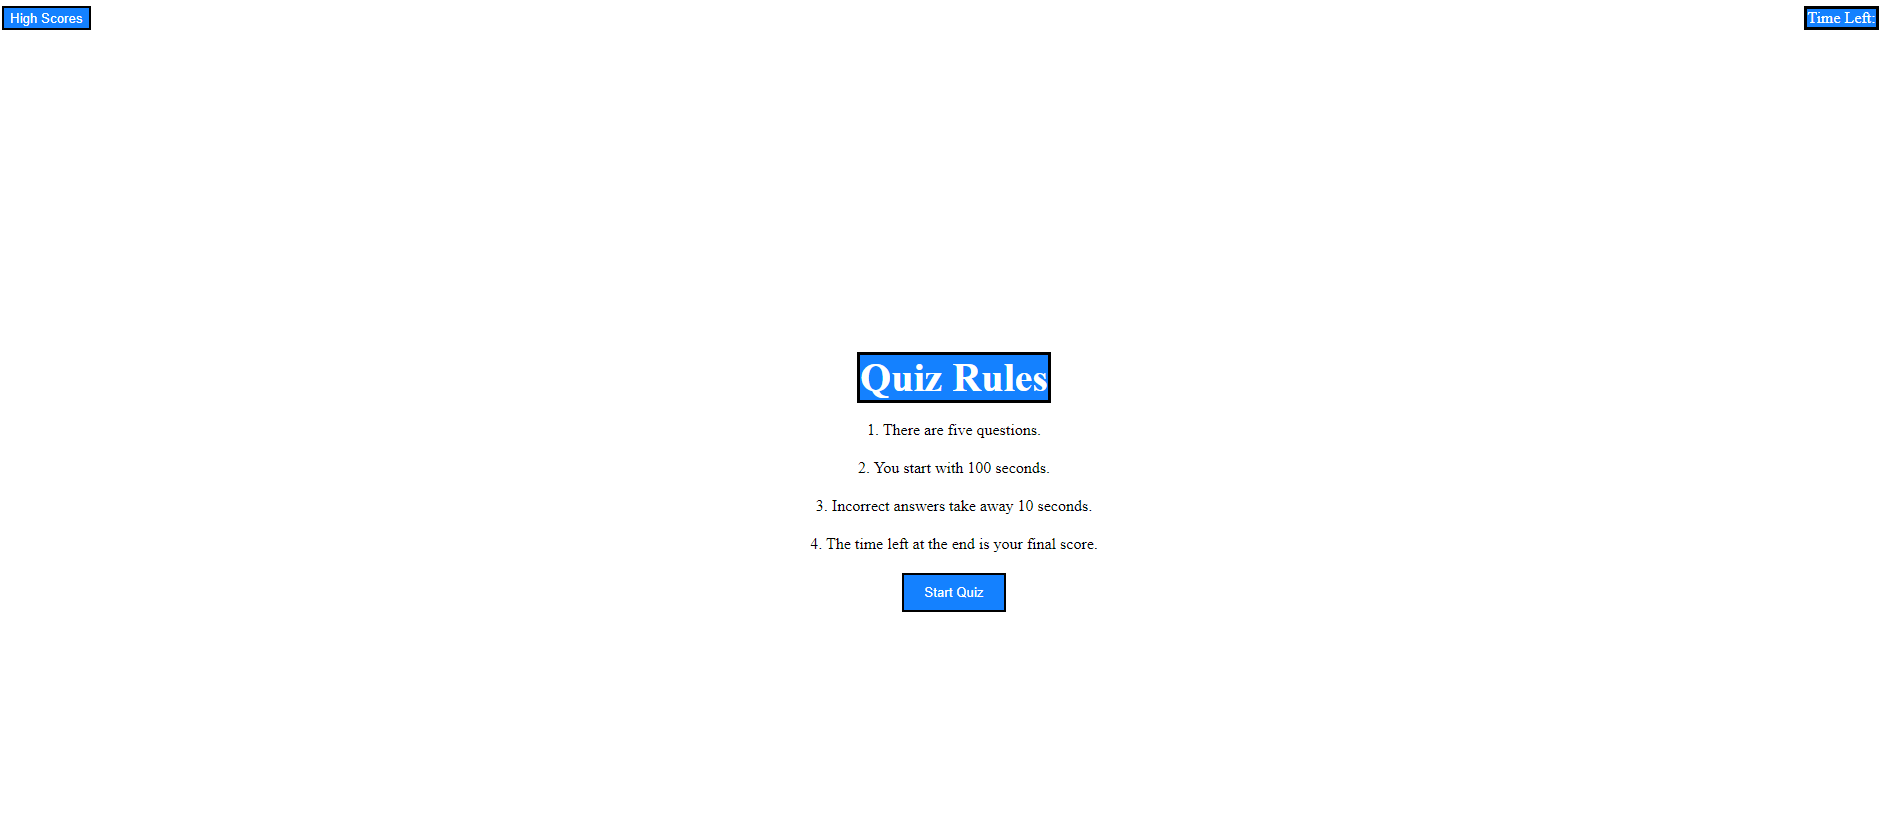 High Scores
Time Left:
Quiz Rules
1. There are five questions.
2. You start with 100 seconds.
3. Incorrect answers take away 10 seconds.
4. The time left at the end is your final score.
Start Quiz